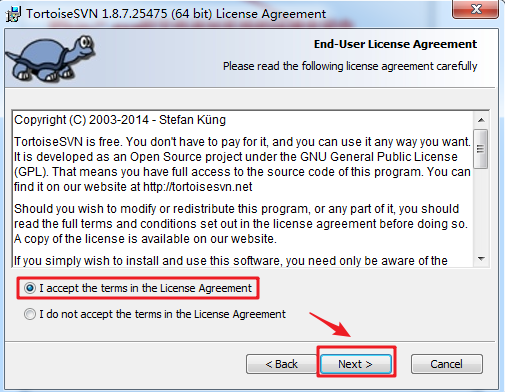 TortoiseSVN 1.8.7.25475 (64 bit) License Agreement
End-User License Agreement
Please read the following license agreement carefully
Copyright (C) 2003-2014 - Stefan Küng
TortoiseSVN is free. You don't have to pay for it, and you can use it any way you want.
It is developed as an Open Source project under the GNU General Public License
(GPL). That means you have full access to the source code of this program. You can
find it on our website at http://tortoisesvn.net
Should you wish to modify or redistribute this program, or any part of it, you should
read the full terms and conditions set out in the license agreement before doing so.
A copy of the license is available on our website.
If you simply wish to install and use this software, you need only be aware of the
I accept the terms in the License Agreement
I do not accept the terms in the License Agreement
< Back Next > Cancel